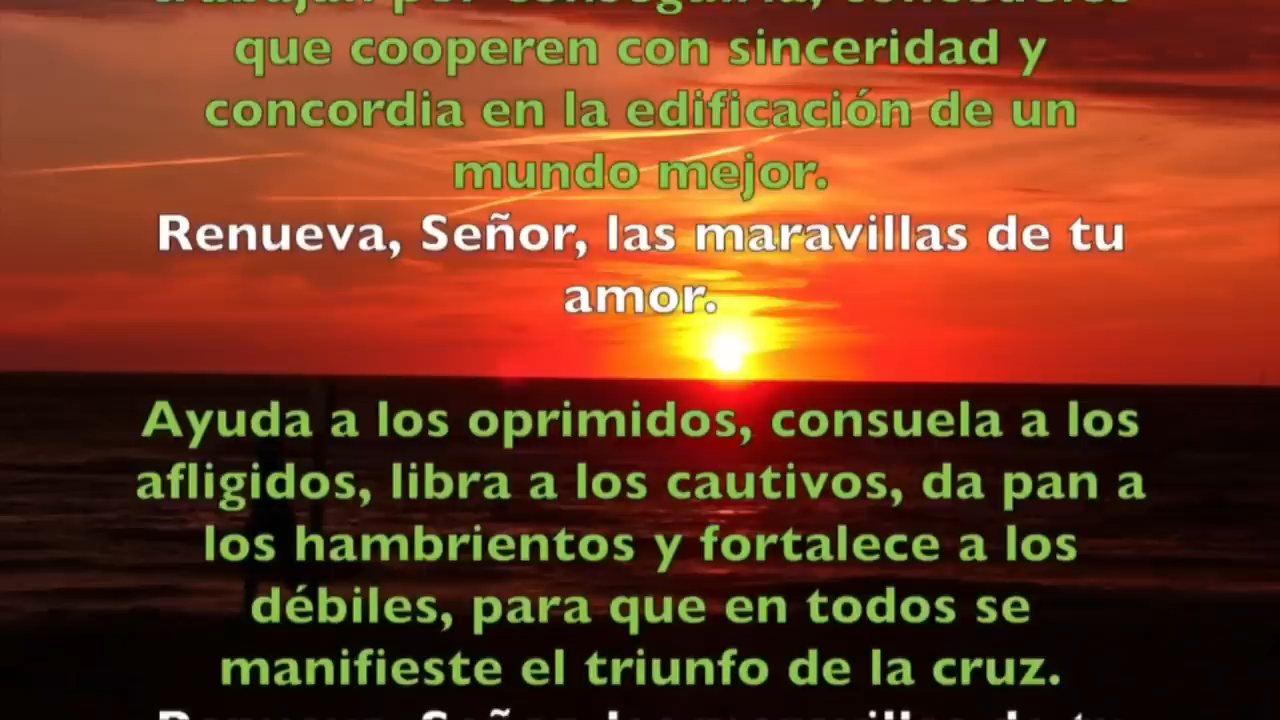 que cooperen con sinceridad y
concordia en la edificación de un
mundo mejor.
Renueva, Señor, las maravillas de tu
amor.
Ayuda a los oprimidos, consuela a los
afligidos, libra a los cautivos, da pan a
los hambrientos y fortalece a los
débiles, para que en todos se
manifieste el triunfo de la cruz.